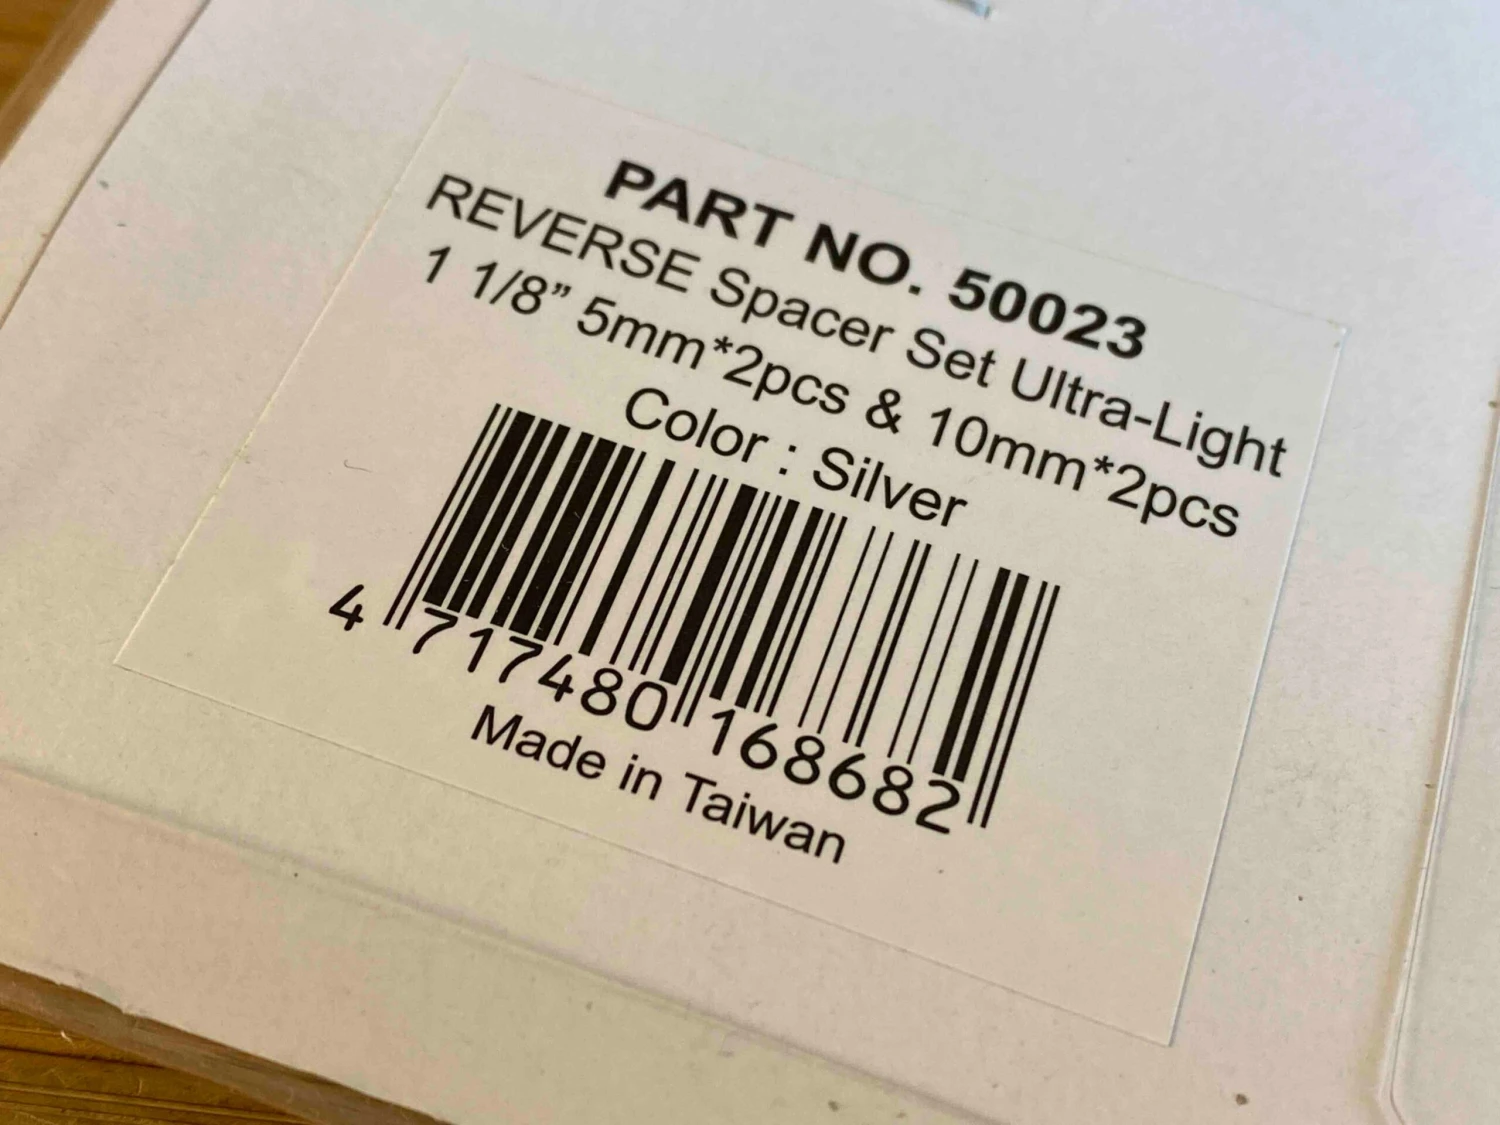 PART NO. 50023
REVERSE Spacer Set Ultra-Light
1 1/8” 5mm*2pcs & 10mm*2pcs
Color : Silver
4 717480 168682
Made in Taiwan